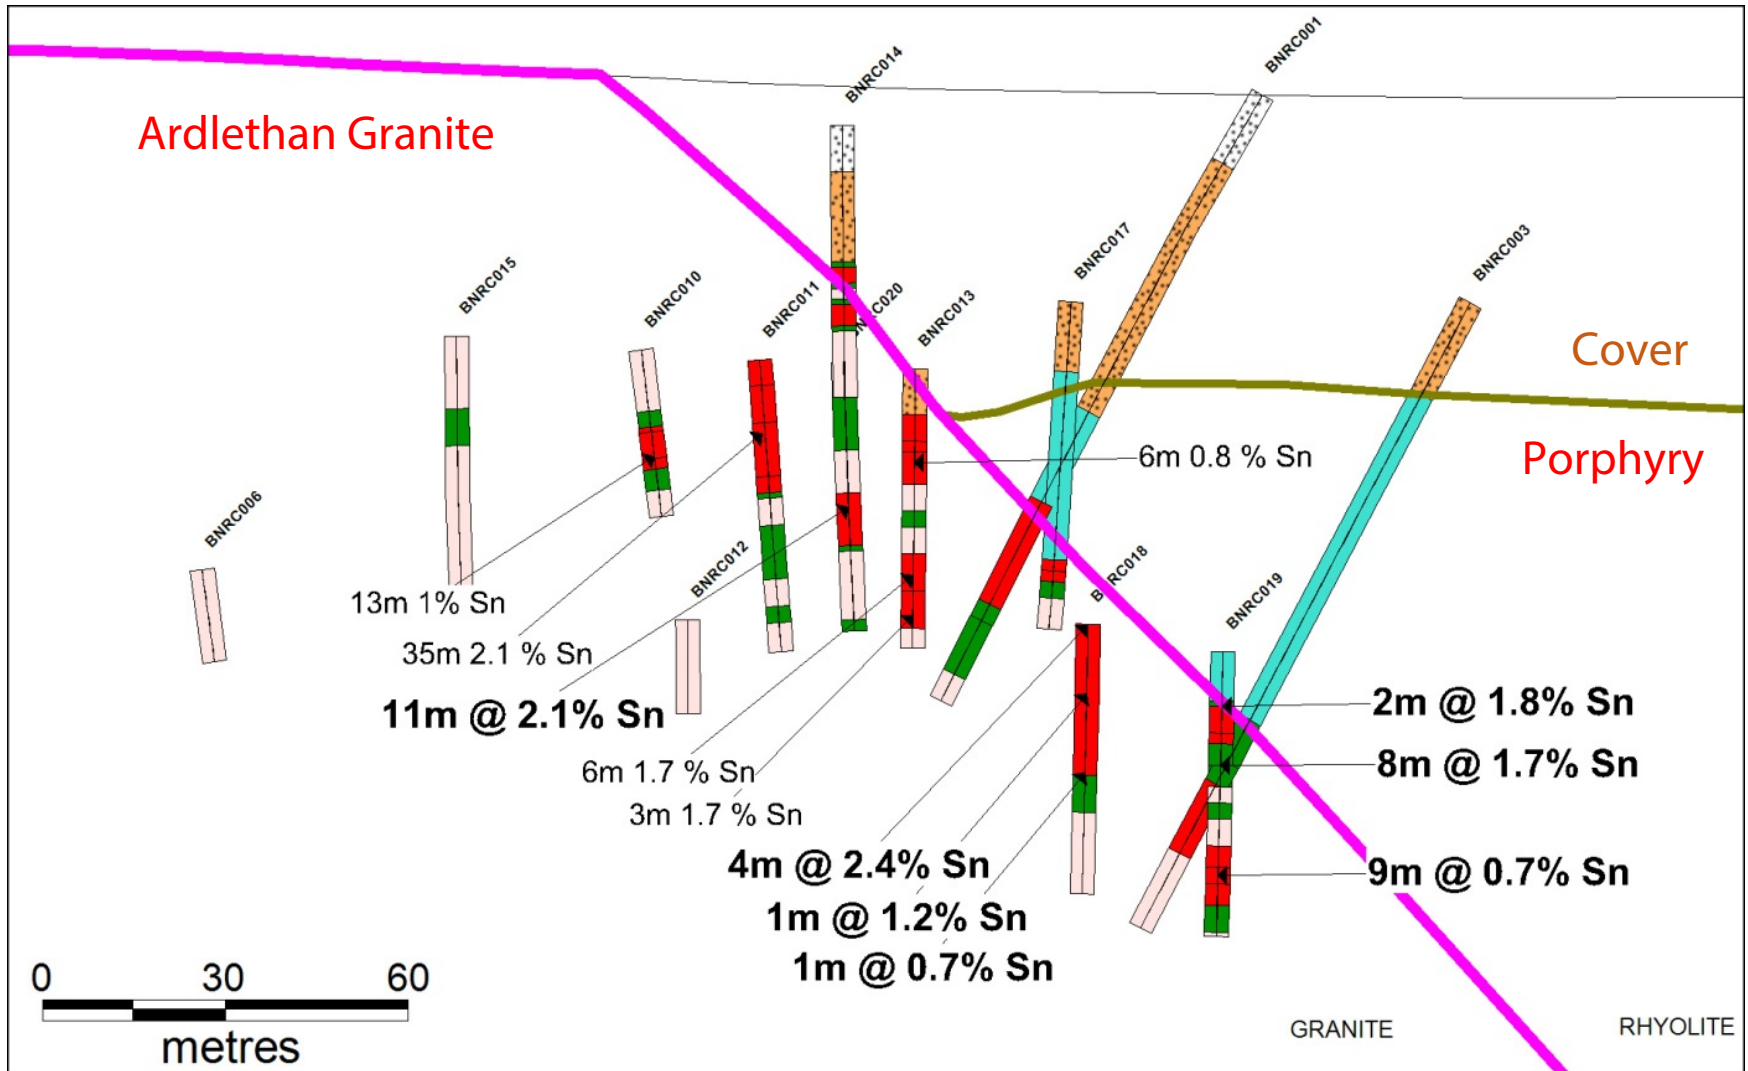 BNRC001
BNRC014
Ardlethan Granite
BNRC017
BNRC003
BNRC015
BNRC010
BNRC011
RC020
BNRC013
Cover
Porphyry
6m 0.8 % Sn
BNRC006
BNRC012
RC018
BNRC019
13m 1% Sn
35m 2.1 % Sn
11m @ 2.1% Sn
2m @ 1.8% Sn
8m @ 1.7% Sn
6m 1.7 % Sn
3m 1.7 % Sn
4m @ 2.4% Sn
9m @ 0.7% Sn
1m @ 1.2% Sn
1m @ 0.7% Sn
0 30 60
metres
GRANITE
RHYOLITE